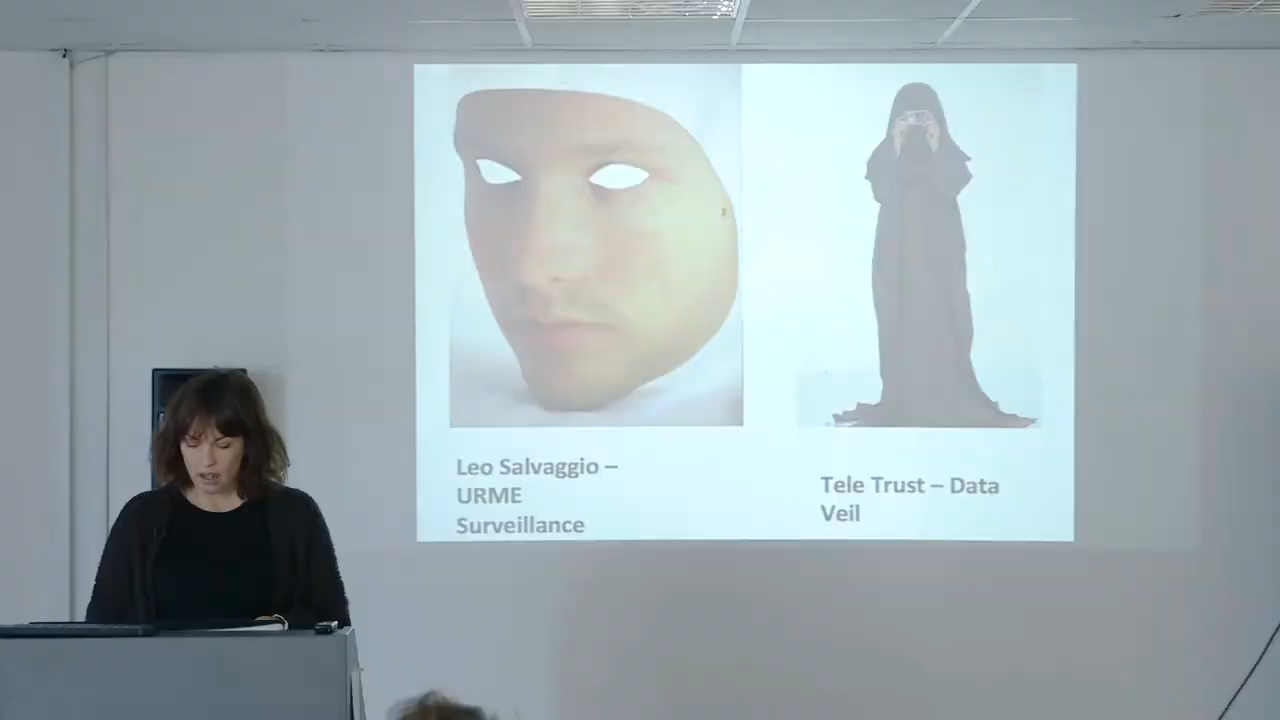 Leo Salvaggio –
URME
Surveillance
Tele Trust – Data
Veil